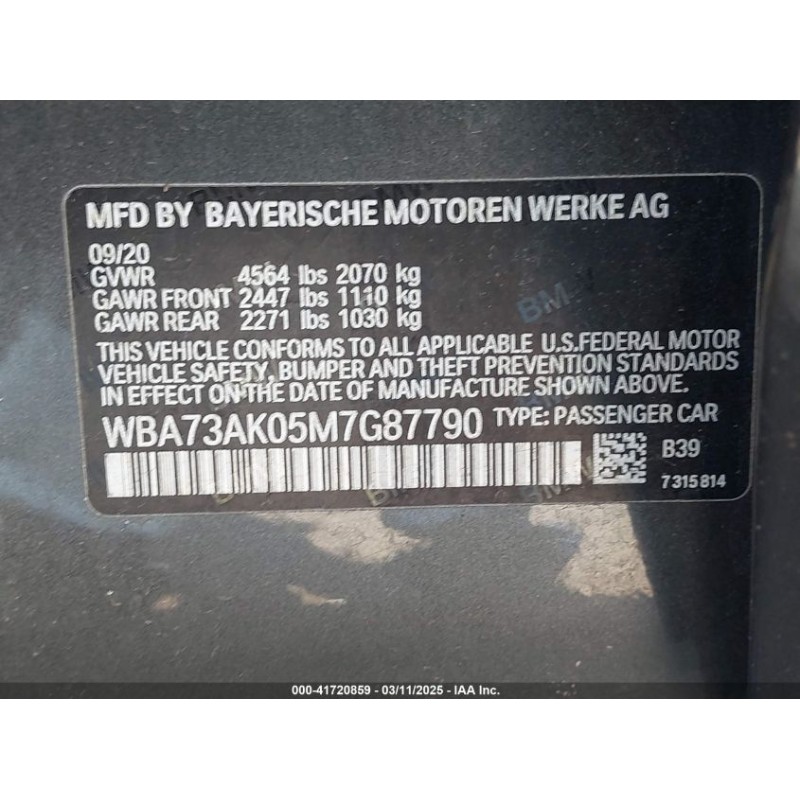 MFD BY BAYERISCHE MOTOREN WERKE AG
09/20
GVWR 4564 lbs 2070 kg
GAWR FRONT 2447 lbs 1110 kg
GAWR REAR 2271 lbs 1030 kg
THIS VEHICLE CONFORMS TO ALL APPLICABLE U.S.FEDERAL MOTOR
VEHICLE SAFETY, BUMPER AND THEFT PREVENTION STANDARDS
IN EFFECT ON THE DATE OF MANUFACTURE SHOWN ABOVE.
WBA73AK05M7G87790 TYPE: PASSENGER CAR
B39
7315814
000-41720859 - 03/11/2025 - IAA Inc.